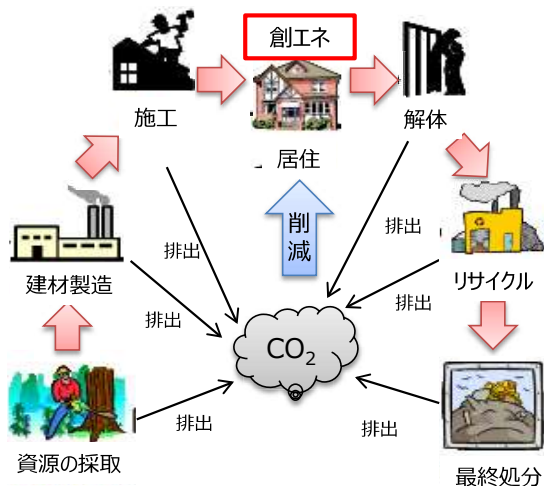 創エネ
施工
居住
解体
削減
排出
排出
建材製造
リサイクル
排出
排出
CO₂
排出
排出
資源の採取
最終処分